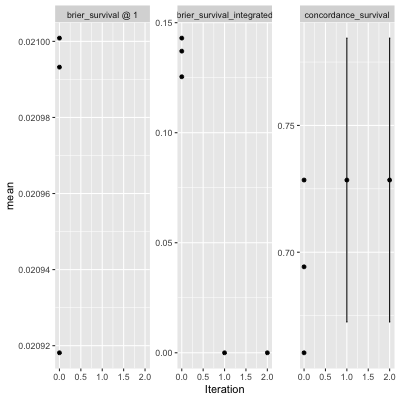 brier_survival @ 1
brier_survival_integrated
concordance_survival
0.02100
0.02098
0.02096
0.02094
0.02092
0.15
0.10
0.05
0.00
0.75
0.70
mean
0.0 0.5 1.0 1.5 2.0
0.0 0.5 1.0 1.5 2.0
0.0 0.5 1.0 1.5 2.0
Iteration